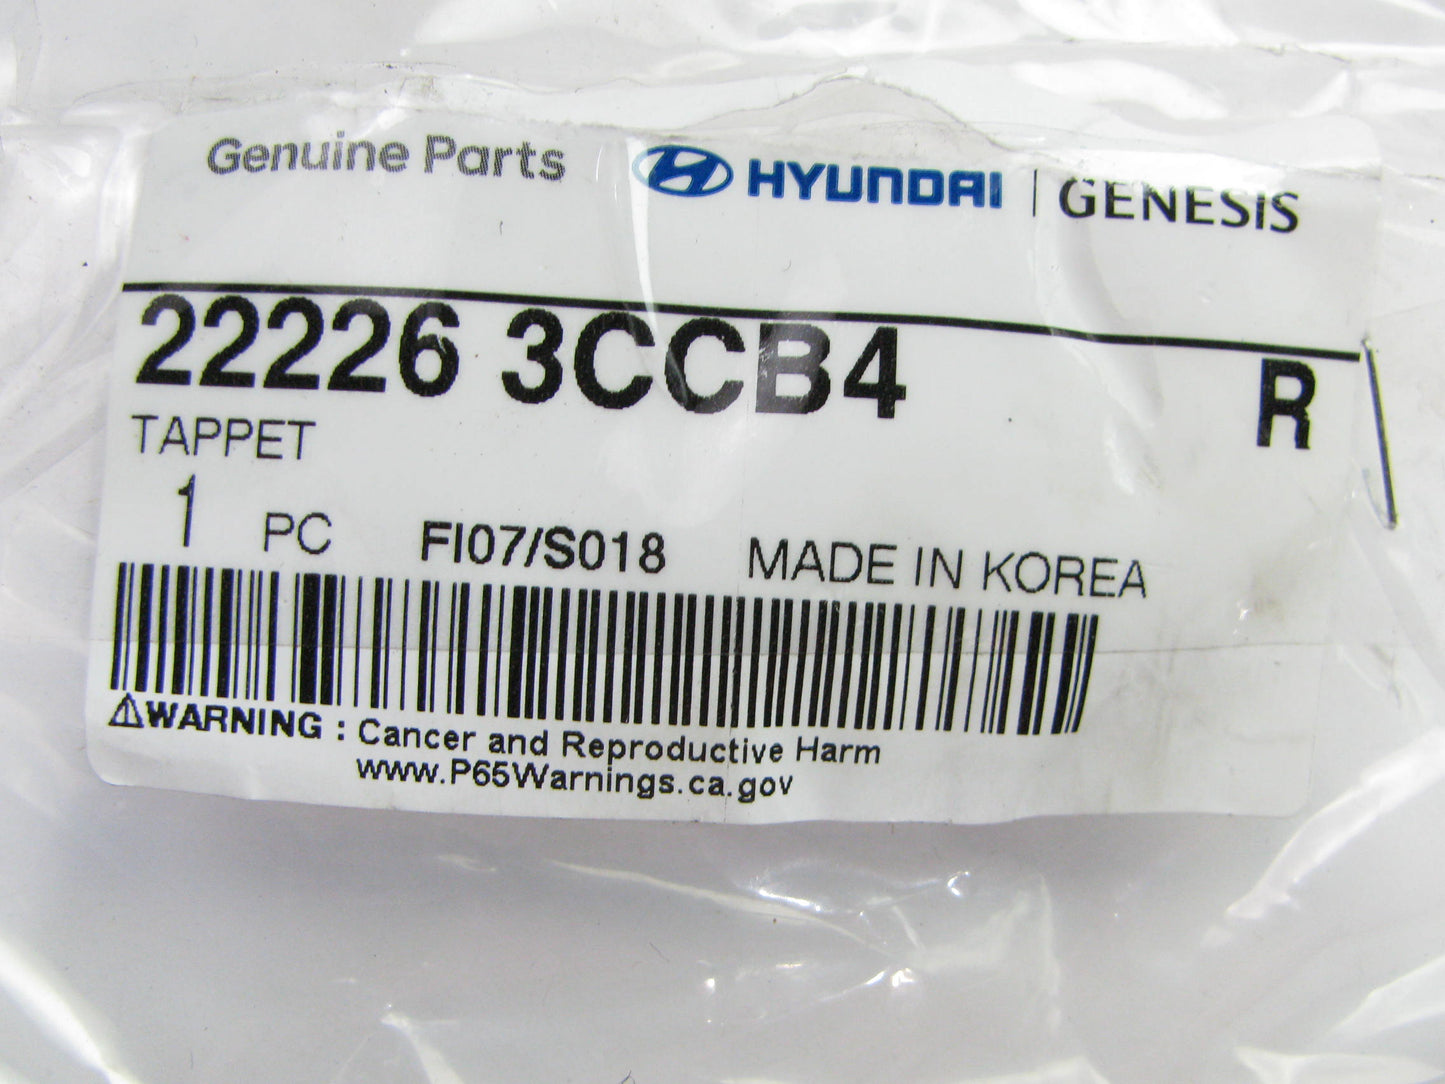 Genuine Parts HYUNDAI | GENESIS
22226 3CCB4 R
TAPPET
1 PC FI07/S018 MADE IN KOREA
⚠WARNING : Cancer and Reproductive Harm
www.P65Warnings.ca.gov